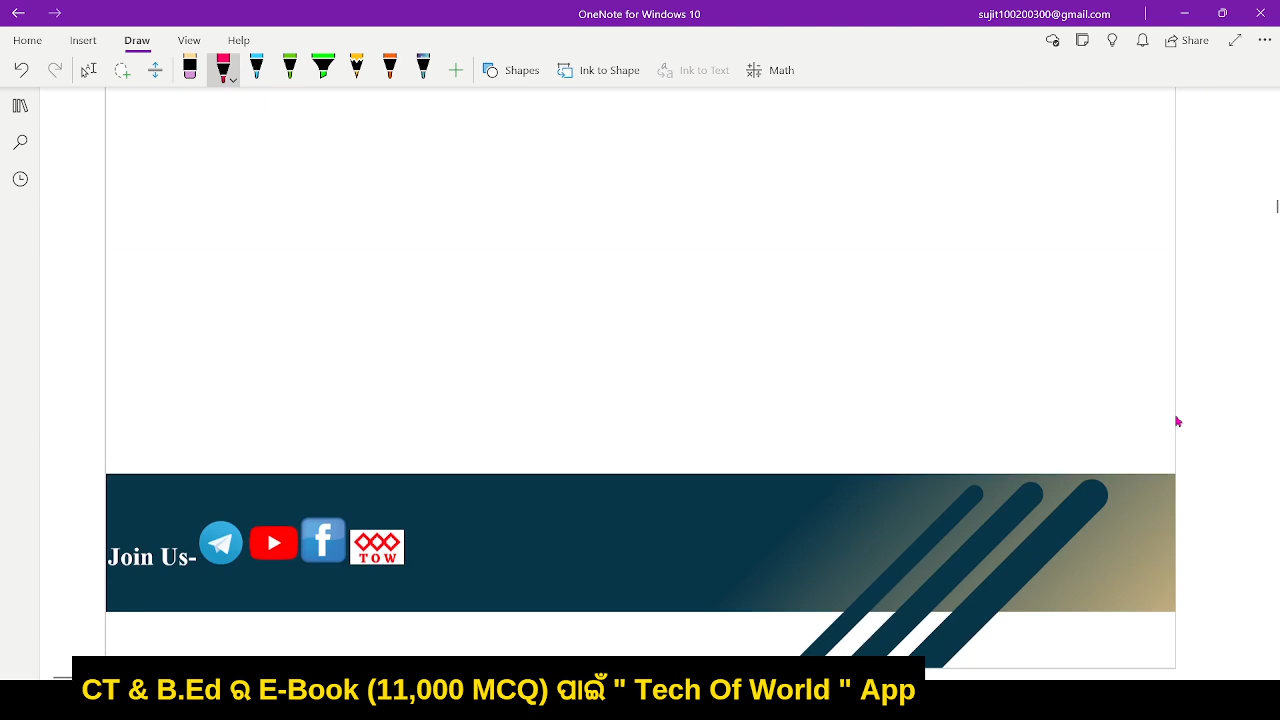 OneNote for Windows 10
sujit100200300@gmail.com
Home Insert Draw View Help
Share
Shapes Ink to Shape Ink to Text Math
Join Us-
f
TOW
CT & B.Ed ର E-Book (11,000 MCQ) ପାଇଁ " Tech Of World " App